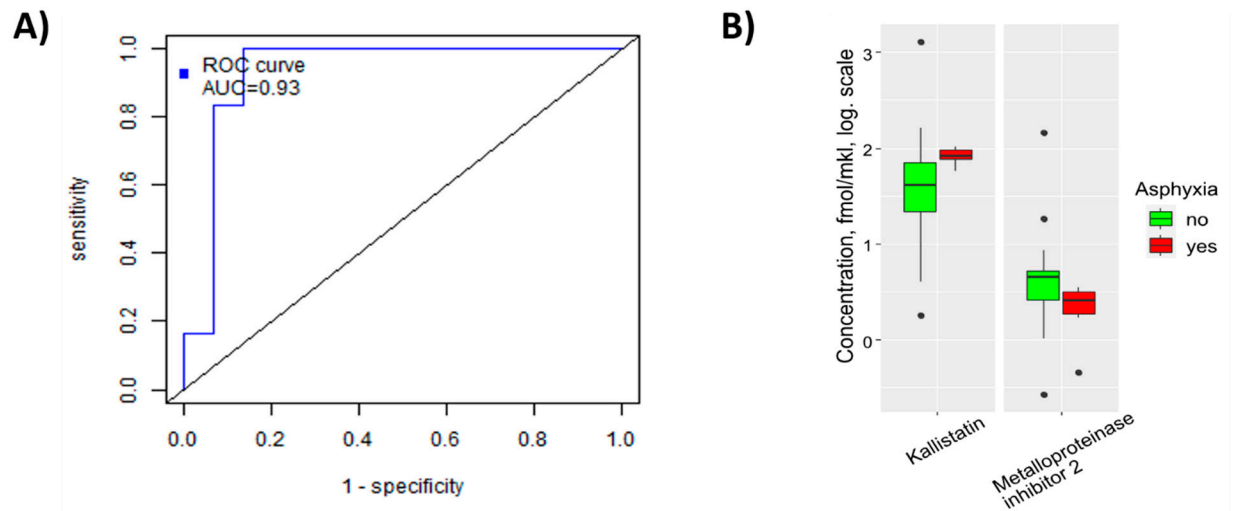 A)
ROC curve
AUC=0.93
sensitivity
1.0
0.8
0.6
0.4
0.2
0.0
0.0 0.2 0.4 0.6 0.8 1.0
1 - specificity
B)
Concentration, fmol/mkl, log. scale
3
2
1
0
Kallistatin
Metalloproteinase
inhibitor 2
Asphyxia
no
yes